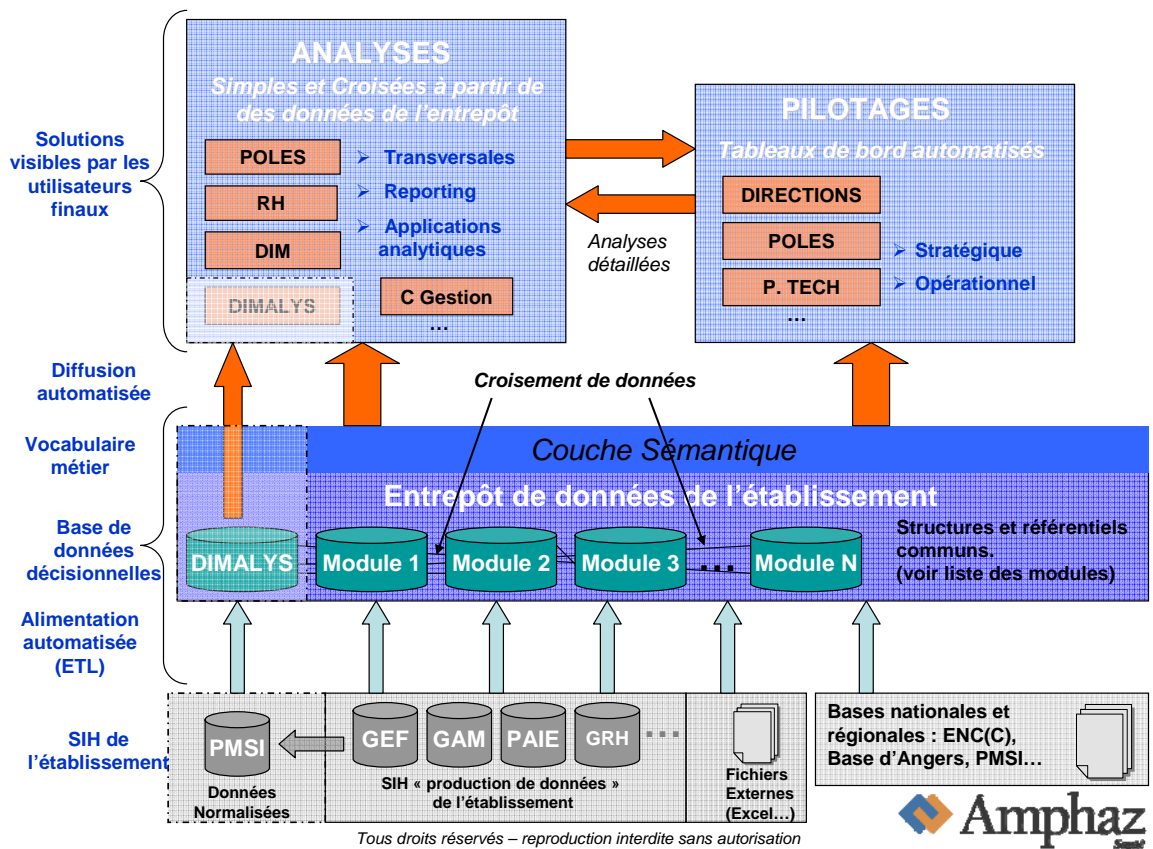 ANALYSES
Simples et Croisées à partir de
des données de l'entrepôt
POLES
RH
DIM
DIMALYS
➢ Transversales
➢ Reporting
➢ Applications
analytiques
C Gestion
…
PILOTAGES
Tableaux de bord automatisés
DIRECTIONS
POLES
P. TECH
…
➢ Stratégique
➢ Opérationnel
Analyses
détaillées
Solutions
visibles par les
utilisateurs
finaux
Diffusion
automatisée
Croisement de données
Vocabulaire
métier
Couche Sémantique
Entrepôt de données de l'établissement
Base de
données
décisionnelles
DIMALYS
Module 1
Module 2
Module 3
…
Module N
Structures et référentiels
communs.
(voir liste des modules)
Alimentation
automatisée
(ETL)
SIH de
l'établissement
PMSI
Données
Normalisées
GEF
GAM
PAIE
GRH
…
SIH « production de données »
de l'établissement
Fichiers
Externes
(Excel…)
Bases nationales et
régionales : ENC(C),
Base d'Angers, PMSI…
Tous droits réservés – reproduction interdite sans autorisation
Amphaz
Santé